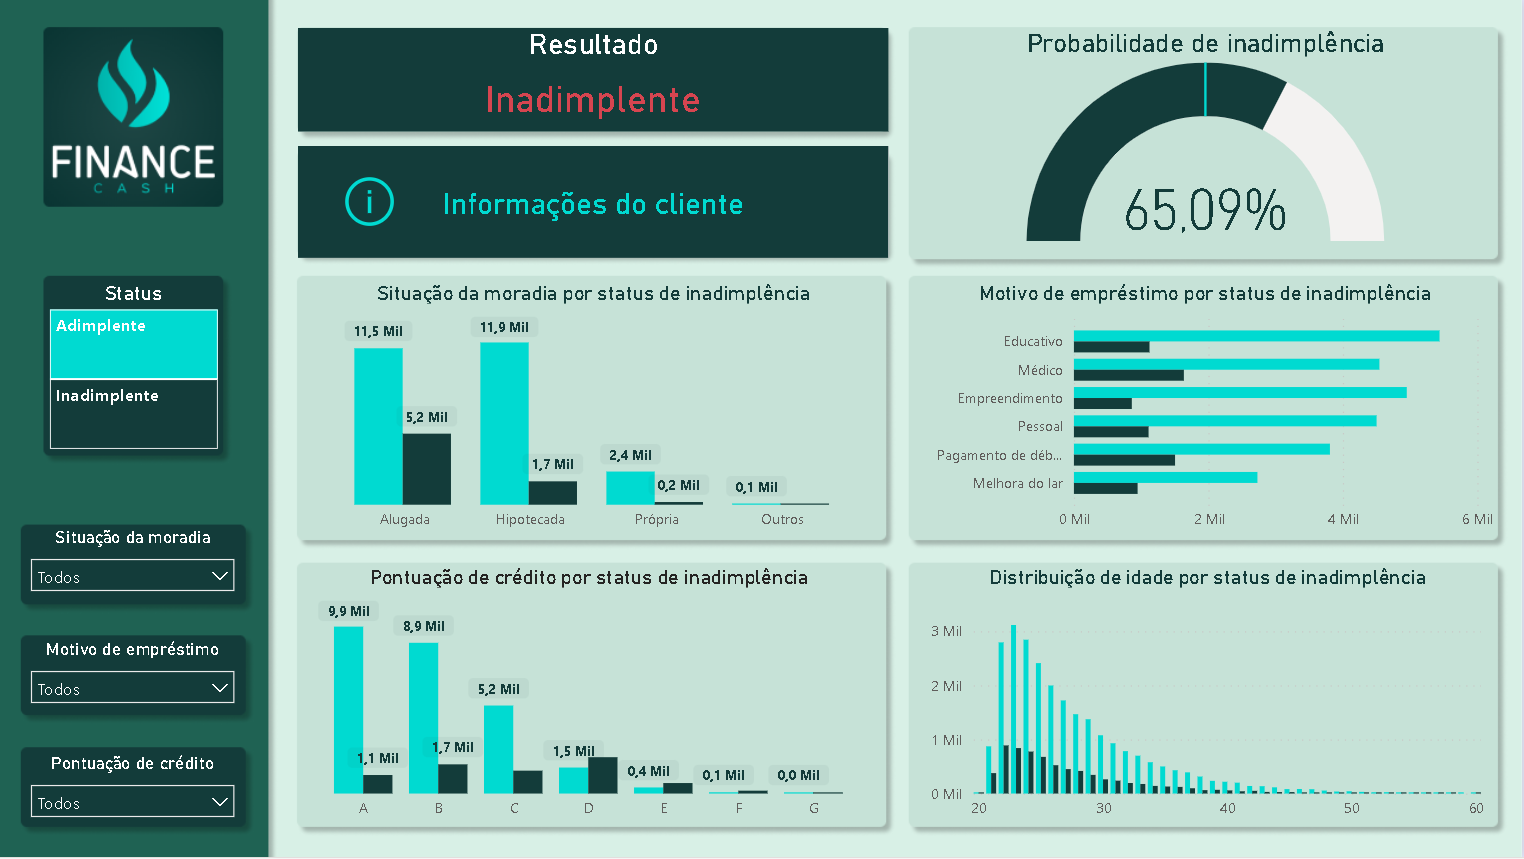 FINANCE
CASH
Status
Adimplente
Inadimplente
Situação da moradia
Todos
Motivo de empréstimo
Todos
Pontuação de crédito
Todos
Resultado
Inadimplente
Informações do cliente
Probabilidade de inadimplência
65,09%
Situação da moradia por status de inadimplência
11,5 Mil
5,2 Mil
11,9 Mil
1,7 Mil
2,4 Mil
0,2 Mil
0,1 Mil
Alugada
Hipotecada
Própria
Outros
Motivo de empréstimo por status de inadimplência
Educativo
Médico
Empreendimento
Pessoal
Pagamento de déb...
Melhora do lar
0 Mil
2 Mil
4 Mil
6 Mil
Pontuação de crédito por status de inadimplência
9,9 Mil
1,1 Mil
8,9 Mil
1,7 Mil
5,2 Mil
1,5 Mil
0,4 Mil
0,1 Mil
0,0 Mil
A
B
C
D
E
F
G
Distribuição de idade por status de inadimplência
3 Mil
2 Mil
1 Mil
0 Mil
20
30
40
50
60